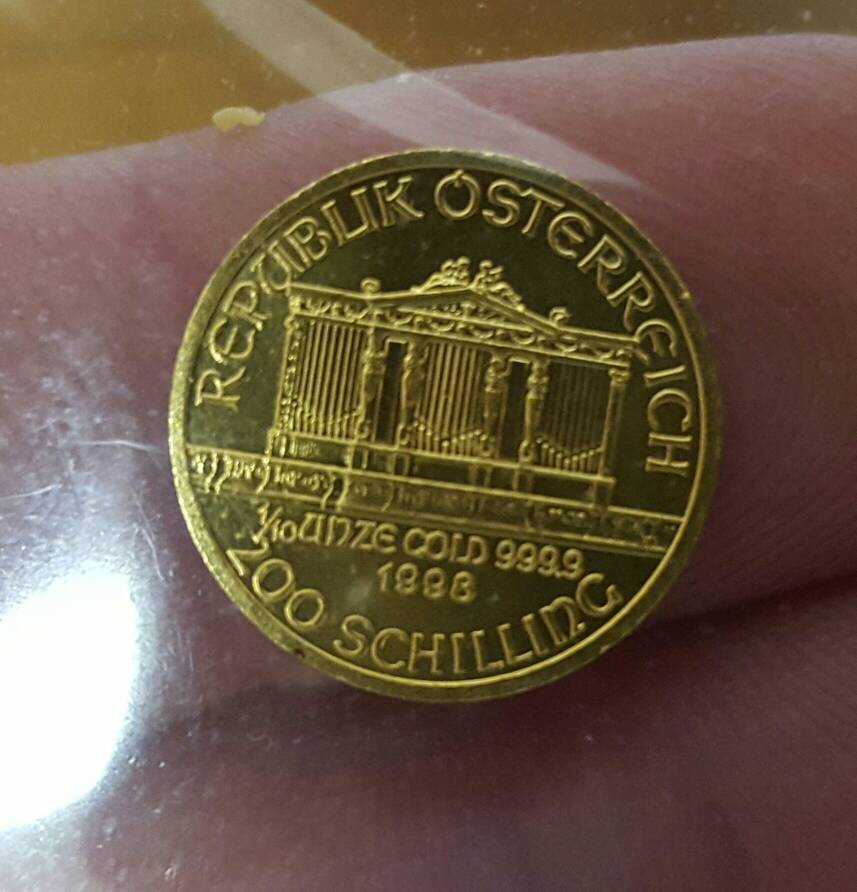 REPUBLIK ÖSTERREICH
1/10 UNZE GOLD 999.9
1998
200 SCHILLING